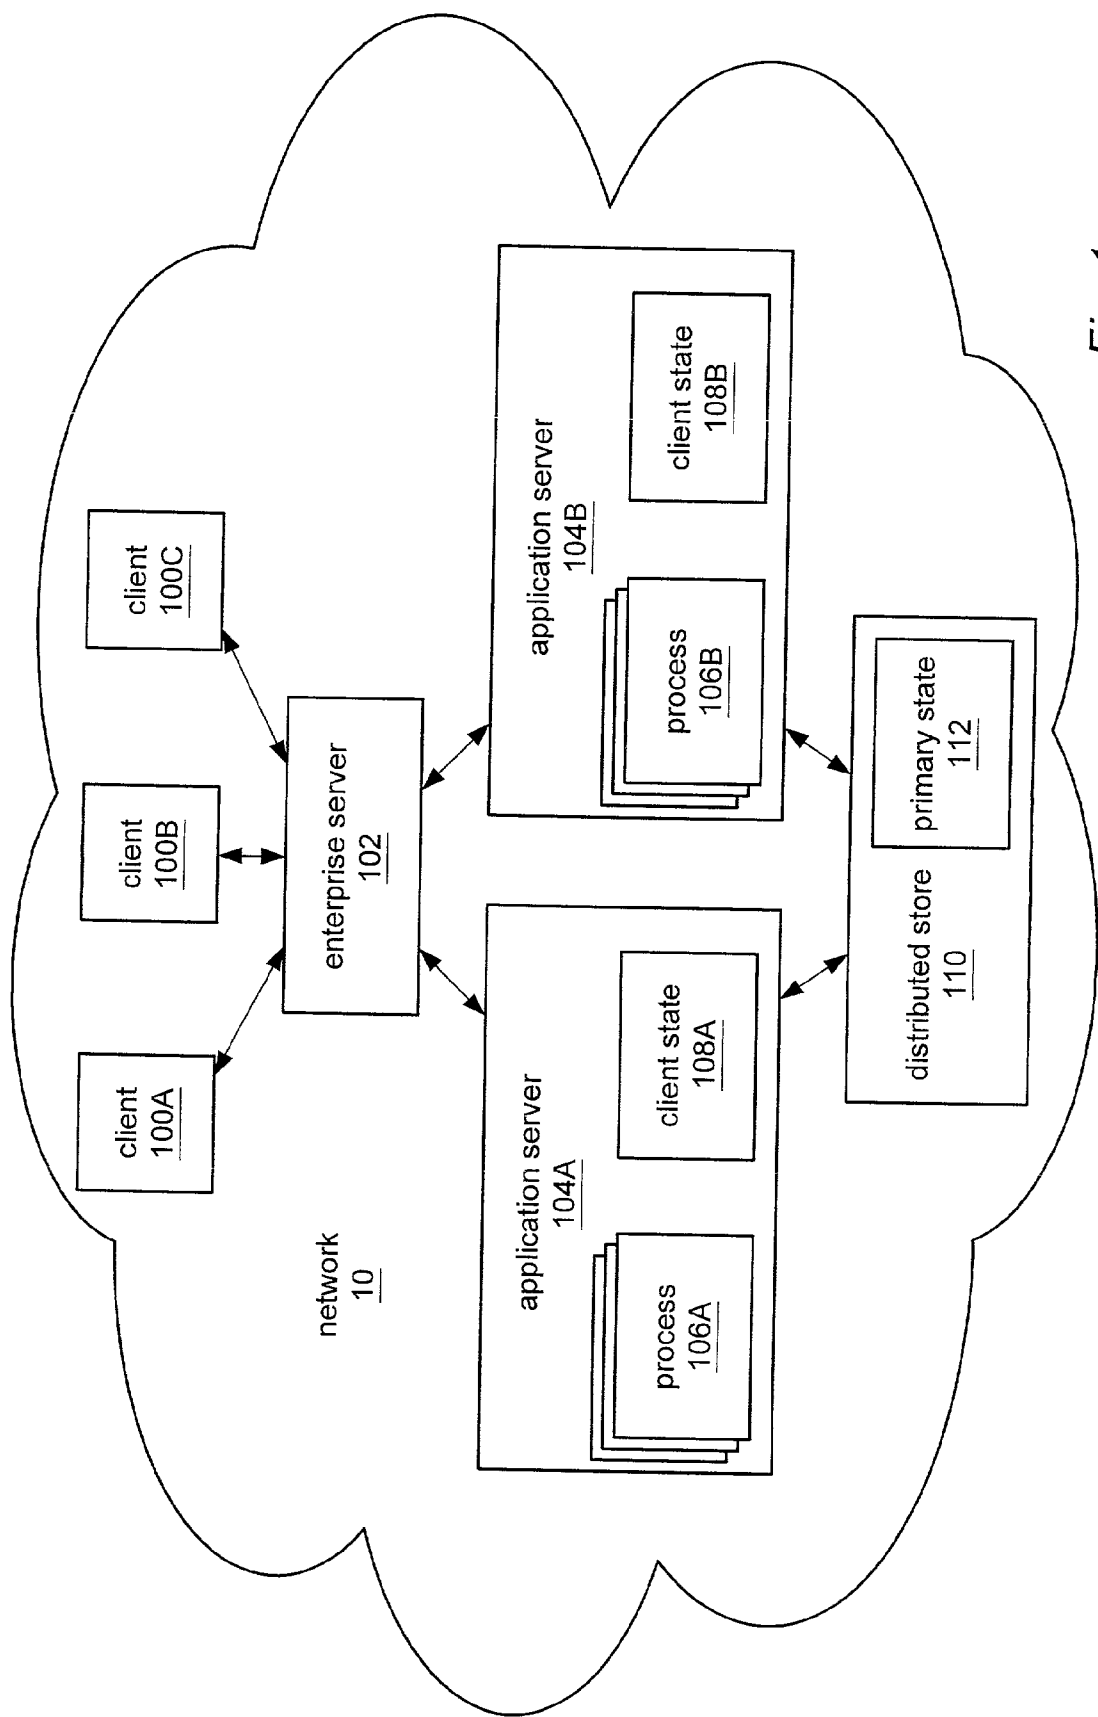 client
100A
client
100B
client
100C
network
10
enterprise server
102
application server
104A
process
106A
client state
108A
application server
104B
process
106B
client state
108B
distributed store
110
primary state
112